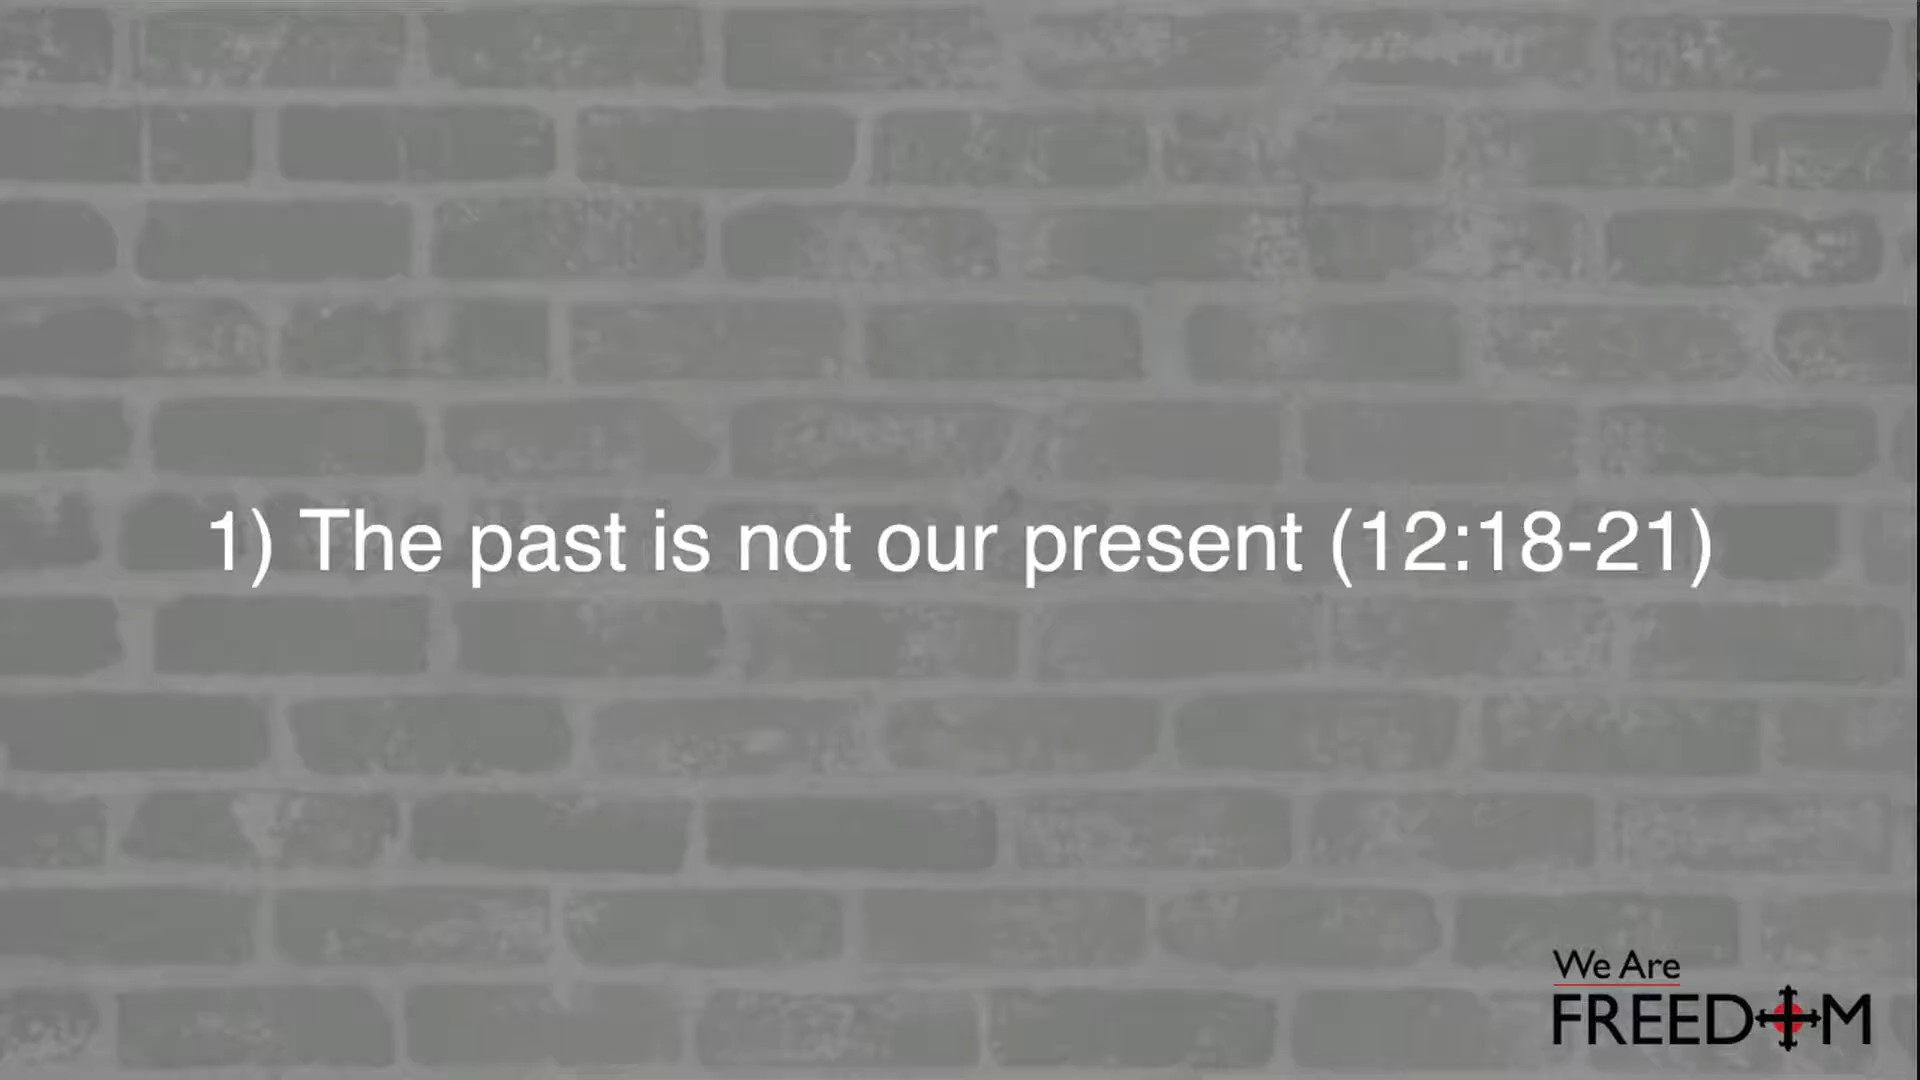 1) The past is not our present (12:18-21)
We Are
FREEDOM